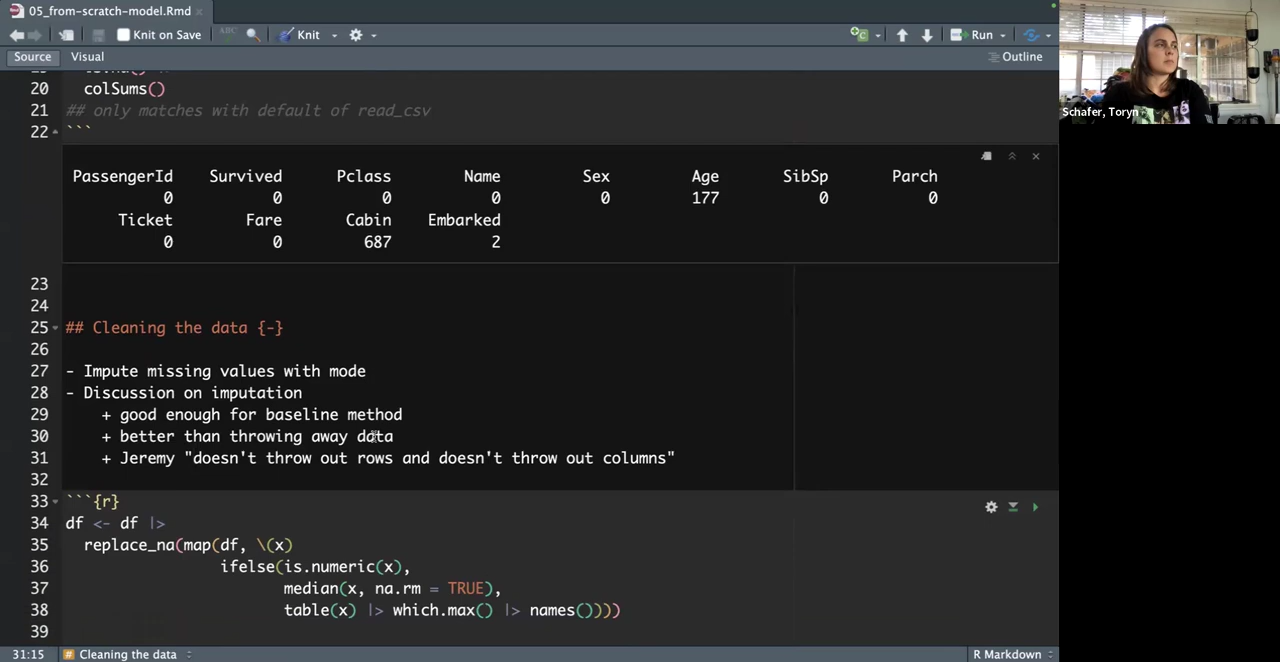 05_from-scratch-model.Rmd
Knit on Save
ABC
Knit
Run
Source
Visual
Outline
20 colSums()
21 ## only matches with default of read_csv
22 ```
PassengerId Survived Pclass Name Sex Age SibSp Parch
0 0 0 0 0 177 0 0
Ticket Fare Cabin Embarked
0 0 687 2
23
24
25 ## Cleaning the data {-}
26
27 - Impute missing values with mode
28 - Discussion on imputation
29 + good enough for baseline method
30 + better than throwing away data
31 + Jeremy "doesn't throw out rows and doesn't throw out columns"
32
33 ```{r}
34 df <- df |>
35 replace_na(map(df, \(x)
36 ifelse(is.numeric(x),
37 median(x, na.rm = TRUE),
38 table(x) |> which.max() |> names())))
39
31:15 Cleaning the data
R Markdown
Schafer, Toryn